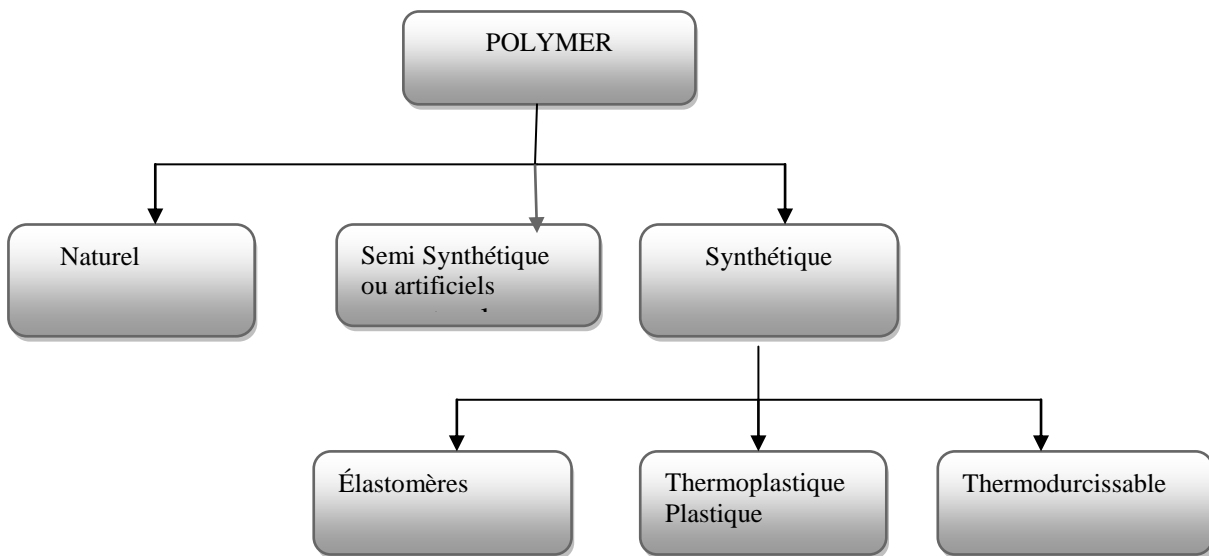 POLYMER
Naturel
Semi Synthétique
ou artificiels
Synthétique
Élastomères
Thermoplastique
Plastique
Thermodurcissable